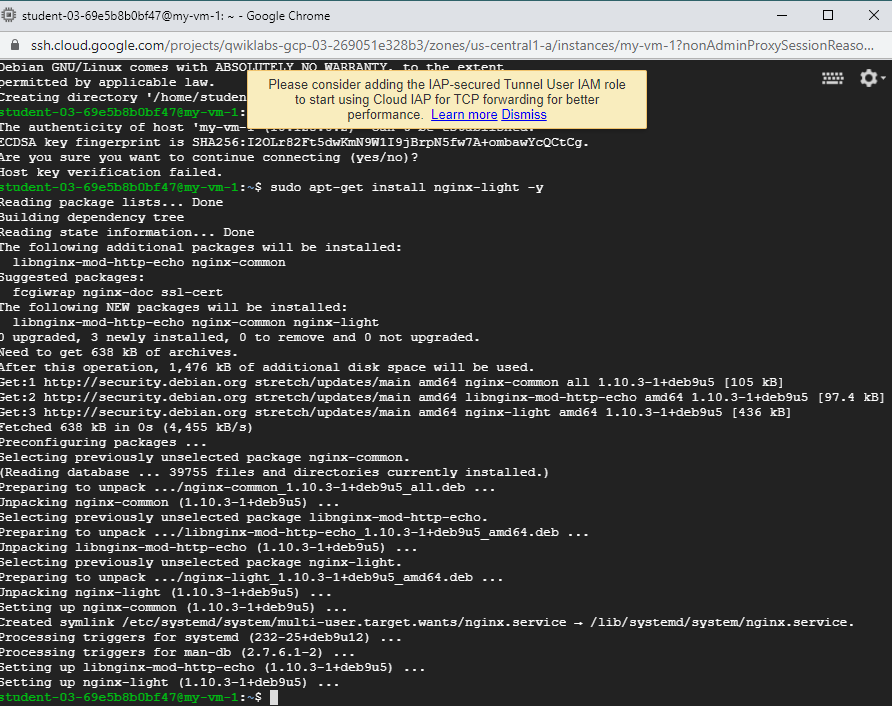 student-03-69e5b8b0bf47@my-vm-1: ~ - Google Chrome
ssh.cloud.google.com/projects/qwiklabs-gcp-03-269051e328b3/zones/us-central1-a/instances/my-vm-1?nonAdminProxySessionReaso...
Debian GNU/Linux comes with ABSOLUTELY NO WARRANTY, to the extent
permitted by applicable law.
Creating directory '/home/studen
student-03-69e5b8b0bf47@my-vm-1:
Please consider adding the IAP-secured Tunnel User IAM role
to start using Cloud IAP for TCP forwarding for better
performance. Learn more Dismiss
The authenticity of host 'my-vm-1
ECDSA key fingerprint is SHA256:I2OLr82Ft5dwKmN9W1I9jBrpN5fw7A+ombawYcQCtCg.
Are you sure you want to continue connecting (yes/no)?
Host key verification failed.
student-03-69e5b8b0bf47@my-vm-1:~$ sudo apt-get install nginx-light -y
Reading package lists... Done
Building dependency tree
Reading state information... Done
The following additional packages will be installed:
libnginx-mod-http-echo nginx-common
Suggested packages:
fcgiwrap nginx-doc ssl-cert
The following NEW packages will be installed:
libnginx-mod-http-echo nginx-common nginx-light
0 upgraded, 3 newly installed, 0 to remove and 0 not upgraded.
Need to get 638 kB of archives.
After this operation, 1,476 kB of additional disk space will be used.
Get:1 http://security.debian.org stretch/updates/main amd64 nginx-common all 1.10.3-1+deb9u5 [105 kB]
Get:2 http://security.debian.org stretch/updates/main amd64 libnginx-mod-http-echo amd64 1.10.3-1+deb9u5 [97.4 kB]
Get:3 http://security.debian.org stretch/updates/main amd64 nginx-light amd64 1.10.3-1+deb9u5 [436 kB]
Fetched 638 kB in 0s (4,455 kB/s)
Preconfiguring packages ...
Selecting previously unselected package nginx-common.
(Reading database ... 39755 files and directories currently installed.)
Preparing to unpack .../nginx-common_1.10.3-1+deb9u5_all.deb ...
Unpacking nginx-common (1.10.3-1+deb9u5) ...
Selecting previously unselected package libnginx-mod-http-echo.
Preparing to unpack .../libnginx-mod-http-echo_1.10.3-1+deb9u5_amd64.deb ...
Unpacking libnginx-mod-http-echo (1.10.3-1+deb9u5) ...
Selecting previously unselected package nginx-light.
Preparing to unpack .../nginx-light_1.10.3-1+deb9u5_amd64.deb ...
Unpacking nginx-light (1.10.3-1+deb9u5) ...
Setting up nginx-common (1.10.3-1+deb9u5) ...
Created symlink /etc/systemd/system/multi-user.target.wants/nginx.service → /lib/systemd/system/nginx.service.
Processing triggers for systemd (232-25+deb9u12) ...
Processing triggers for man-db (2.7.6.1-2) ...
Setting up libnginx-mod-http-echo (1.10.3-1+deb9u5) ...
Setting up nginx-light (1.10.3-1+deb9u5) ...
student-03-69e5b8b0bf47@my-vm-1:~$